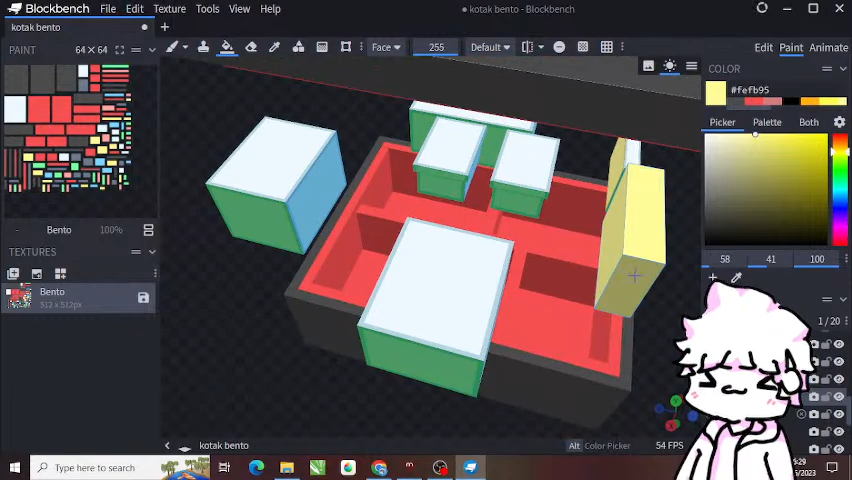 Blockbench File Edit Texture Tools View Help kotak bento - Blockbench
kotak bento
PAINT 64 × 64
Face 255 Default
Edit Paint Animate
COLOR
#fefb95
Picker Palette Both
58 41 100
Bento 100%
TEXTURES
Bento
512 x 512px
1 / 20
kotak bento
Alt Color Picker 54 FPS
Type here to search